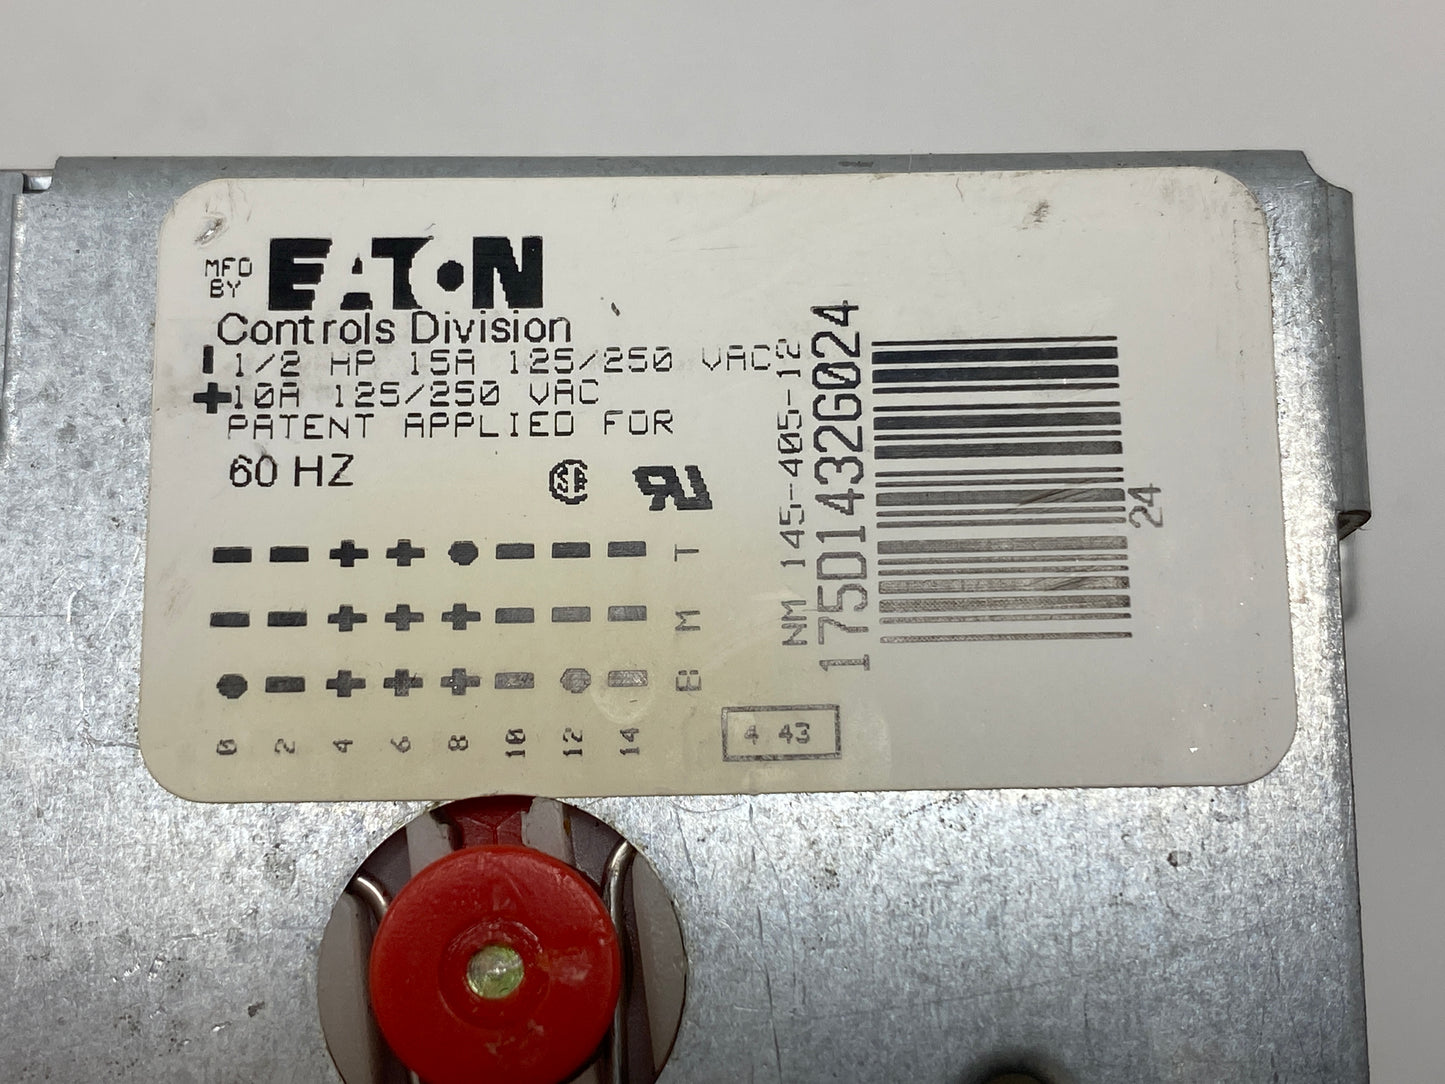 MFD
BY
EATON
Controls Division
1/2 HP 15A 125/250 VAC
+10A 125/250 VAC
PATENT APPLIED FOR
60 HZ
T
M
B
0 2 4 6 8 10 12 14
NM 145-405-12
175D1432G024
24
4 43